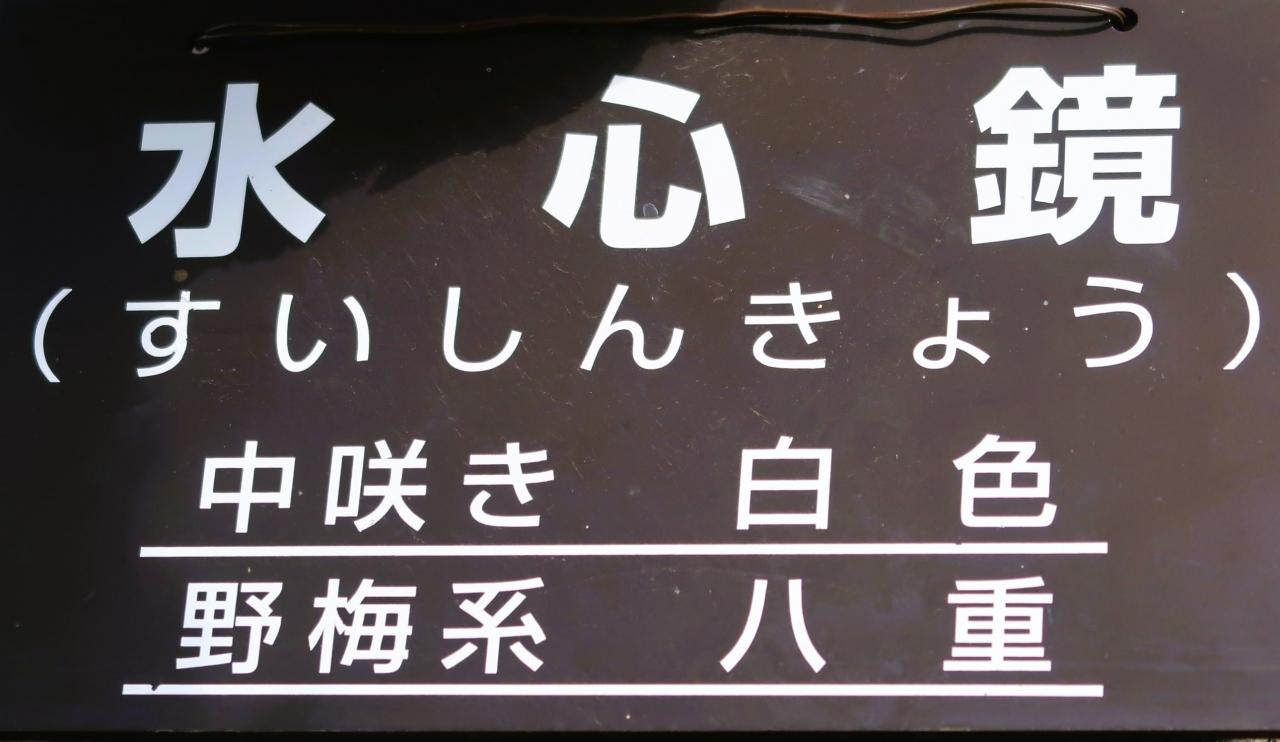 水心鏡
(すいしんきょう)
中咲き 白色
野梅系 八重